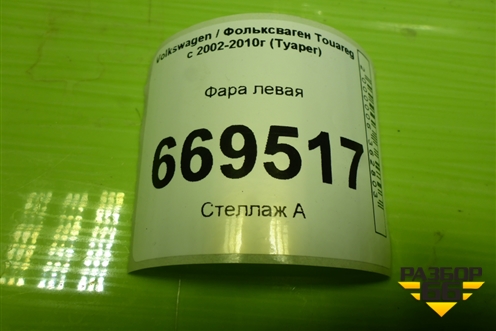 Volkswagen / Фольксваген Touareg
с 2002-2010г (Туарег)
Фара левая
669517
Стеллаж А
РАЗБОР